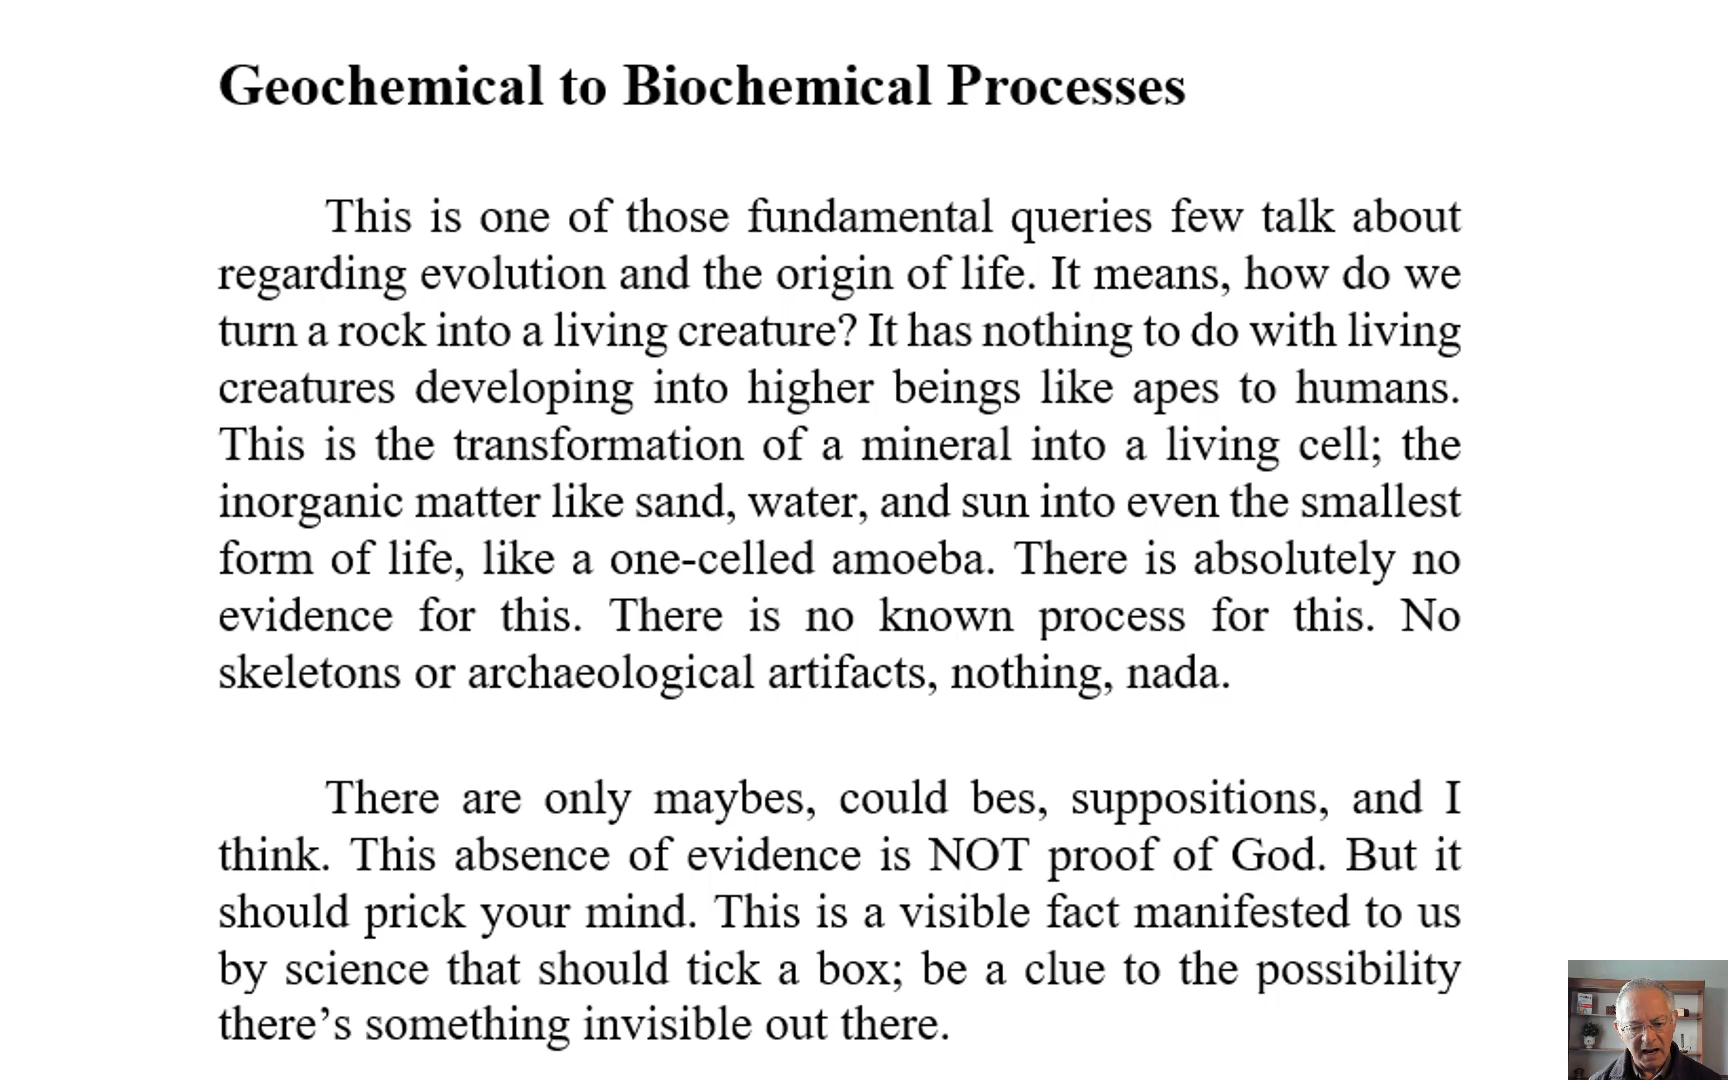 Geochemical to Biochemical Processes
This is one of those fundamental queries few talk about
regarding evolution and the origin of life. It means, how do we
turn a rock into a living creature? It has nothing to do with living
creatures developing into higher beings like apes to humans.
This is the transformation of a mineral into a living cell; the
inorganic matter like sand, water, and sun into even the smallest
form of life, like a one-celled amoeba. There is absolutely no
evidence for this. There is no known process for this. No
skeletons or archaeological artifacts, nothing, nada.
There are only maybes, could bes, suppositions, and I
think. This absence of evidence is NOT proof of God. But it
should prick your mind. This is a visible fact manifested to us
by science that should tick a box; be a clue to the possibility
there’s something invisible out there.